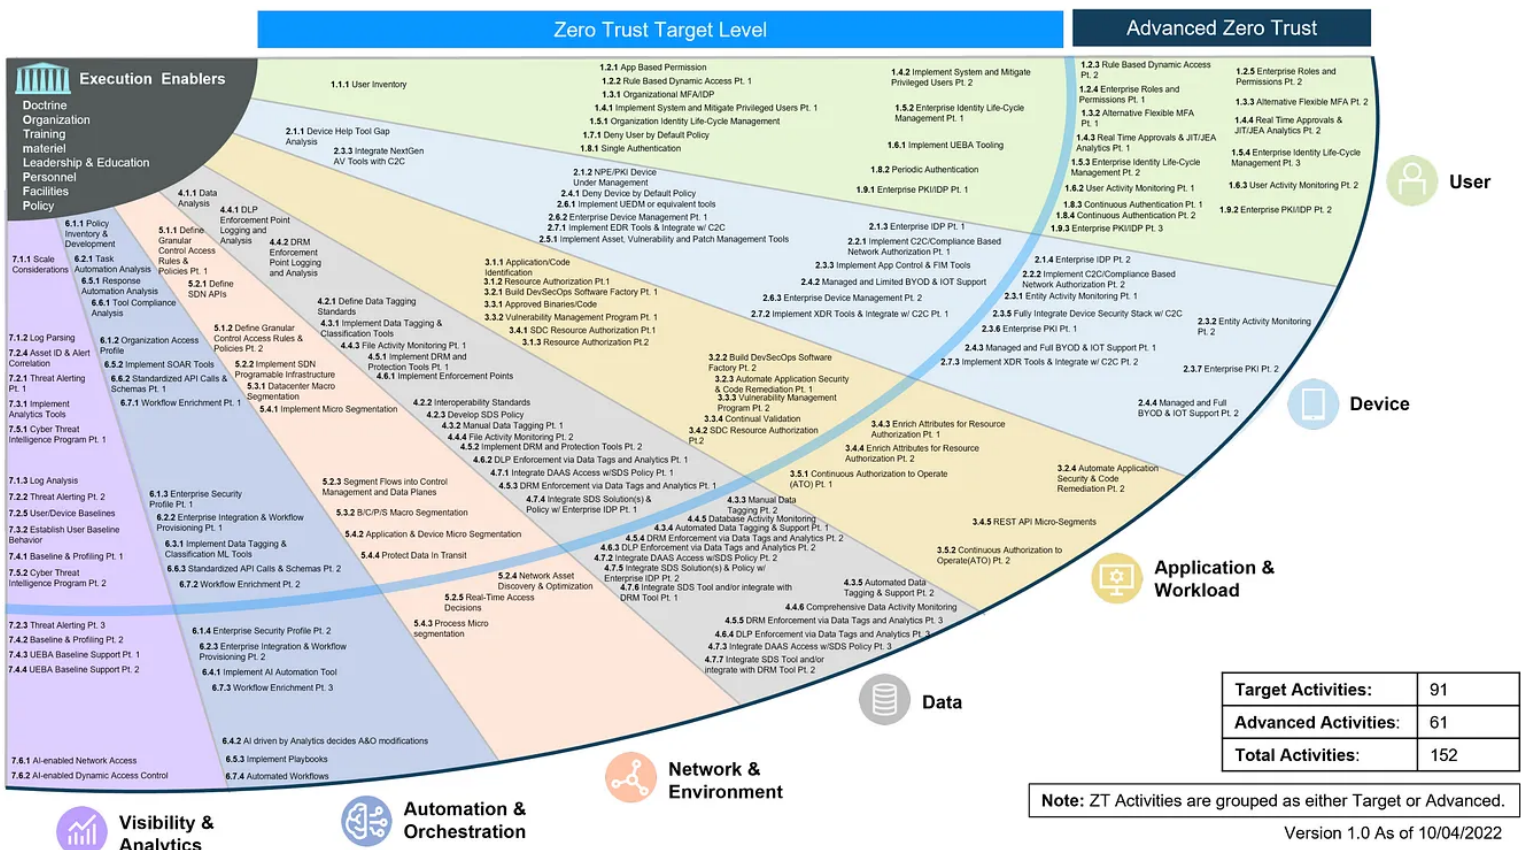 Zero Trust Target Level
Advanced Zero Trust
Execution Enablers
Doctrine
Organization
Training
materiel
Leadership & Education
Personnel
Facilities
Policy
1.1.1 User Inventory
1.2.1 App Based Permission
1.2.2 Rule Based Dynamic Access Pt. 1
1.3.1 Organizational MFA/IDP
1.4.1 Implement System and Mitigate Privileged Users Pt. 1
1.5.1 Organization Identity Life-Cycle Management
1.7.1 Deny User by Default Policy
1.8.1 Single Authentication
1.4.2 Implement System and Mitigate
Privileged Users Pt. 2
1.5.2 Enterprise Identity Life-Cycle
Management Pt. 1
1.6.1 Implement UEBA Tooling
1.8.2 Periodic Authentication
1.9.1 Enterprise PKI/IDP Pt. 1
1.2.3 Rule Based Dynamic Access
Pt. 2
1.2.4 Enterprise Roles and
Permissions Pt. 1
1.3.2 Alternative Flexible MFA
Pt. 1
1.4.3 Real Time Approvals & JIT/JEA
Analytics Pt. 1
1.5.3 Enterprise Identity Life-Cycle
Management Pt. 2
1.6.2 User Activity Monitoring Pt. 1
1.8.3 Continuous Authentication Pt. 1
1.8.4 Continuous Authentication Pt. 2
1.9.3 Enterprise PKI/IDP Pt. 3
1.2.5 Enterprise Roles and
Permissions Pt. 2
1.3.3 Alternative Flexible MFA Pt. 2
1.4.4 Real Time Approvals &
JIT/JEA Analytics Pt. 2
1.5.4 Enterprise Identity Life-Cycle
Management Pt. 3
1.6.3 User Activity Monitoring Pt. 2
1.9.2 Enterprise PKI/IDP Pt. 2
User
2.1.1 Device Help Tool Gap
Analysis
2.3.3 Integrate NextGen
AV Tools with C2C
2.1.2 NPE/PKI Device
Under Management
2.4.1 Deny Device by Default Policy
2.6.1 Implement UEDM or equivalent tools
2.6.2 Enterprise Device Management Pt. 1
2.7.1 Implement EDR Tools & Integrate w/ C2C
2.5.1 Implement Asset, Vulnerability and Patch Management Tools
2.1.3 Enterprise IDP Pt. 1
2.2.1 Implement C2C/Compliance Based
Network Authorization Pt. 1
2.3.3 Implement App Control & FIM Tools
2.4.2 Managed and Limited BYOD & IOT Support
2.6.3 Enterprise Device Management Pt. 2
2.7.2 Implement XDR Tools & Integrate w/ C2C Pt. 1
2.1.4 Enterprise IDP Pt. 2
2.2.2 Implement C2C/Compliance Based
Network Authorization Pt. 2
2.3.1 Entity Activity Monitoring Pt. 1
2.3.5 Fully Integrate Device Security Stack w/ C2C
2.3.6 Enterprise PKI Pt. 1
2.4.3 Managed and Full BYOD & IOT Support Pt. 1
2.7.3 Implement XDR Tools & Integrate w/ C2C Pt. 2
2.3.2 Entity Activity Monitoring
Pt. 2
2.3.7 Enterprise PKI Pt. 2
2.4.4 Managed and Full
BYOD & IOT Support Pt. 2
Device
3.1.1 Application/Code
Identification
3.1.2 Resource Authorization Pt.1
3.2.1 Build DevSecOps Software Factory Pt. 1
3.3.1 Approved Binaries/Code
3.3.2 Vulnerability Management Program Pt. 1
3.4.1 SDC Resource Authorization Pt.1
3.1.3 Resource Authorization Pt.2
3.2.2 Build DevSecOps Software
Factory Pt. 2
3.2.3 Automate Application Security
& Code Remediation Pt. 1
3.3.3 Vulnerability Management
Program Pt. 2
3.3.4 Continual Validation
3.4.2 SDC Resource Authorization
Pt.2
3.4.3 Enrich Attributes for Resource
Authorization Pt. 1
3.4.4 Enrich Attributes for Resource
Authorization Pt. 2
3.5.1 Continuous Authorization to Operate
(ATO) Pt. 1
3.2.4 Automate Application
Security & Code
Remediation Pt. 2
3.4.5 REST API Micro-Segments
3.5.2 Continuous Authorization to
Operate(ATO) Pt. 2
Application &
Workload
4.1.1 Data
Analysis
4.4.1 DLP
Enforcement Point
Logging and
Analysis
4.4.2 DRM
Enforcement
Point Logging
and Analysis
4.2.1 Define Data Tagging
Standards
4.3.1 Implement Data Tagging &
Classification Tools
4.4.3 File Activity Monitoring Pt. 1
4.5.1 Implement DRM and
Protection Tools Pt. 1
4.6.1 Implement Enforcement Points
4.2.2 Interoperability Standards
4.2.3 Develop SDS Policy
4.3.2 Manual Data Tagging Pt. 1
4.4.4 File Activity Monitoring Pt. 2
4.5.2 Implement DRM and Protection Tools Pt. 2
4.6.2 DLP Enforcement via Data Tags and Analytics Pt. 1
4.7.1 Integrate DAAS Access w/SDS Policy Pt. 1
4.5.3 DRM Enforcement via Data Tags and Analytics Pt. 1
4.7.4 Integrate SDS Solution(s) &
Policy w/ Enterprise IDP Pt. 1
4.3.3 Manual Data
Tagging Pt. 2
4.4.5 Database Activity Monitoring
4.3.4 Automated Data Tagging & Support Pt. 1
4.5.4 DRM Enforcement via Data Tags and Analytics Pt. 2
4.6.3 DLP Enforcement via Data Tags and Analytics Pt. 2
4.7.2 Integrate DAAS Access w/SDS Policy Pt. 2
4.7.5 Integrate SDS Solution(s) & Policy w/
Enterprise IDP Pt. 2
4.7.6 Integrate SDS Tool and/or integrate with
DRM Tool Pt. 1
4.3.5 Automated Data
Tagging & Support Pt. 2
4.4.6 Comprehensive Data Activity Monitoring
4.5.5 DRM Enforcement via Data Tags and Analytics Pt. 3
4.6.4 DLP Enforcement via Data Tags and Analytics Pt. 3
4.7.3 Integrate DAAS Access w/SDS Policy Pt. 3
4.7.7 Integrate SDS Tool and/or
integrate with DRM Tool Pt. 2
Data
5.1.1 Define
Granular
Control Access
Rules &
Policies Pt. 1
5.2.1 Define
SDN APIs
5.1.2 Define Granular
Control Access Rules &
Policies Pt. 2
5.2.2 Implement SDN
Programable Infrastructure
5.3.1 Datacenter Macro
Segmentation
5.4.1 Implement Micro Segmentation
5.2.3 Segment Flows into Control
Management and Data Planes
5.3.2 B/C/P/S Macro Segmentation
5.4.2 Application & Device Micro Segmentation
5.4.4 Protect Data In Transit
5.2.4 Network Asset
Discovery & Optimization
5.2.5 Real-Time Access
Decisions
5.4.3 Process Micro
segmentation
Network &
Environment
6.1.1 Policy
Inventory &
Development
6.2.1 Task
Automation Analysis
6.5.1 Response
Automation Analysis
6.6.1 Tool Compliance
Analysis
6.1.2 Organization Access
Profile
6.5.2 Implement SOAR Tools
6.6.2 Standardized API Calls &
Schemas Pt. 1
6.7.1 Workflow Enrichment Pt. 1
6.1.3 Enterprise Security
Profile Pt. 1
6.2.2 Enterprise Integration & Workflow
Provisioning Pt. 1
6.3.1 Implement Data Tagging &
Classification ML Tools
6.6.3 Standardized API Calls & Schemas Pt. 2
6.7.2 Workflow Enrichment Pt. 2
6.1.4 Enterprise Security Profile Pt. 2
6.2.3 Enterprise Integration & Workflow
Provisioning Pt. 2
6.4.1 Implement AI Automation Tool
6.7.3 Workflow Enrichment Pt. 3
6.4.2 AI driven by Analytics decides A&O modifications
6.5.3 Implement Playbooks
6.7.4 Automated Workflows
Automation &
Orchestration
7.1.1 Scale
Considerations
7.1.2 Log Parsing
7.2.4 Asset ID & Alert
Correlation
7.2.1 Threat Alerting
Pt. 1
7.3.1 Implement
Analytics Tools
7.5.1 Cyber Threat
Intelligence Program Pt. 1
7.1.3 Log Analysis
7.2.2 Threat Alerting Pt. 2
7.2.5 User/Device Baselines
7.3.2 Establish User Baseline
Behavior
7.4.1 Baseline & Profiling Pt. 1
7.5.2 Cyber Threat
Intelligence Program Pt. 2
7.2.3 Threat Alerting Pt. 3
7.4.2 Baseline & Profiling Pt. 2
7.4.3 UEBA Baseline Support Pt. 1
7.4.4 UEBA Baseline Support Pt. 2
7.6.1 AI-enabled Network Access
7.6.2 AI-enabled Dynamic Access Control
Visibility &
Analytics
Target Activities: 91
Advanced Activities: 61
Total Activities: 152
Note: ZT Activities are grouped as either Target or Advanced.
Version 1.0 As of 10/04/2022